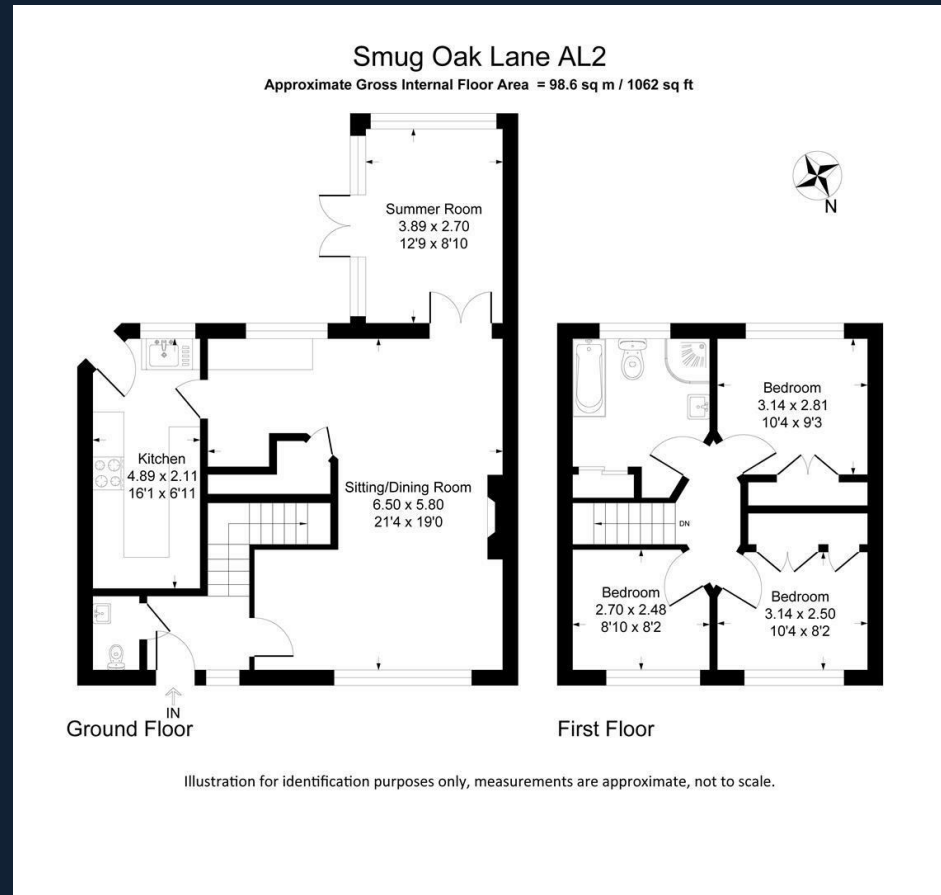 Smug Oak Lane AL2
Approximate Gross Internal Floor Area = 98.6 sq m / 1062 sq ft
N
Summer Room
3.89 x 2.70
12'9 x 8'10
Kitchen
4.89 x 2.11
16'1 x 6'11
Sitting/Dining Room
6.50 x 5.80
21'4 x 19'0
IN
Ground Floor
Bedroom
3.14 x 2.81
10'4 x 9'3
DN
Bedroom
2.70 x 2.48
8'10 x 8'2
Bedroom
3.14 x 2.50
10'4 x 8'2
First Floor
Illustration for identification purposes only, measurements are approximate, not to scale.